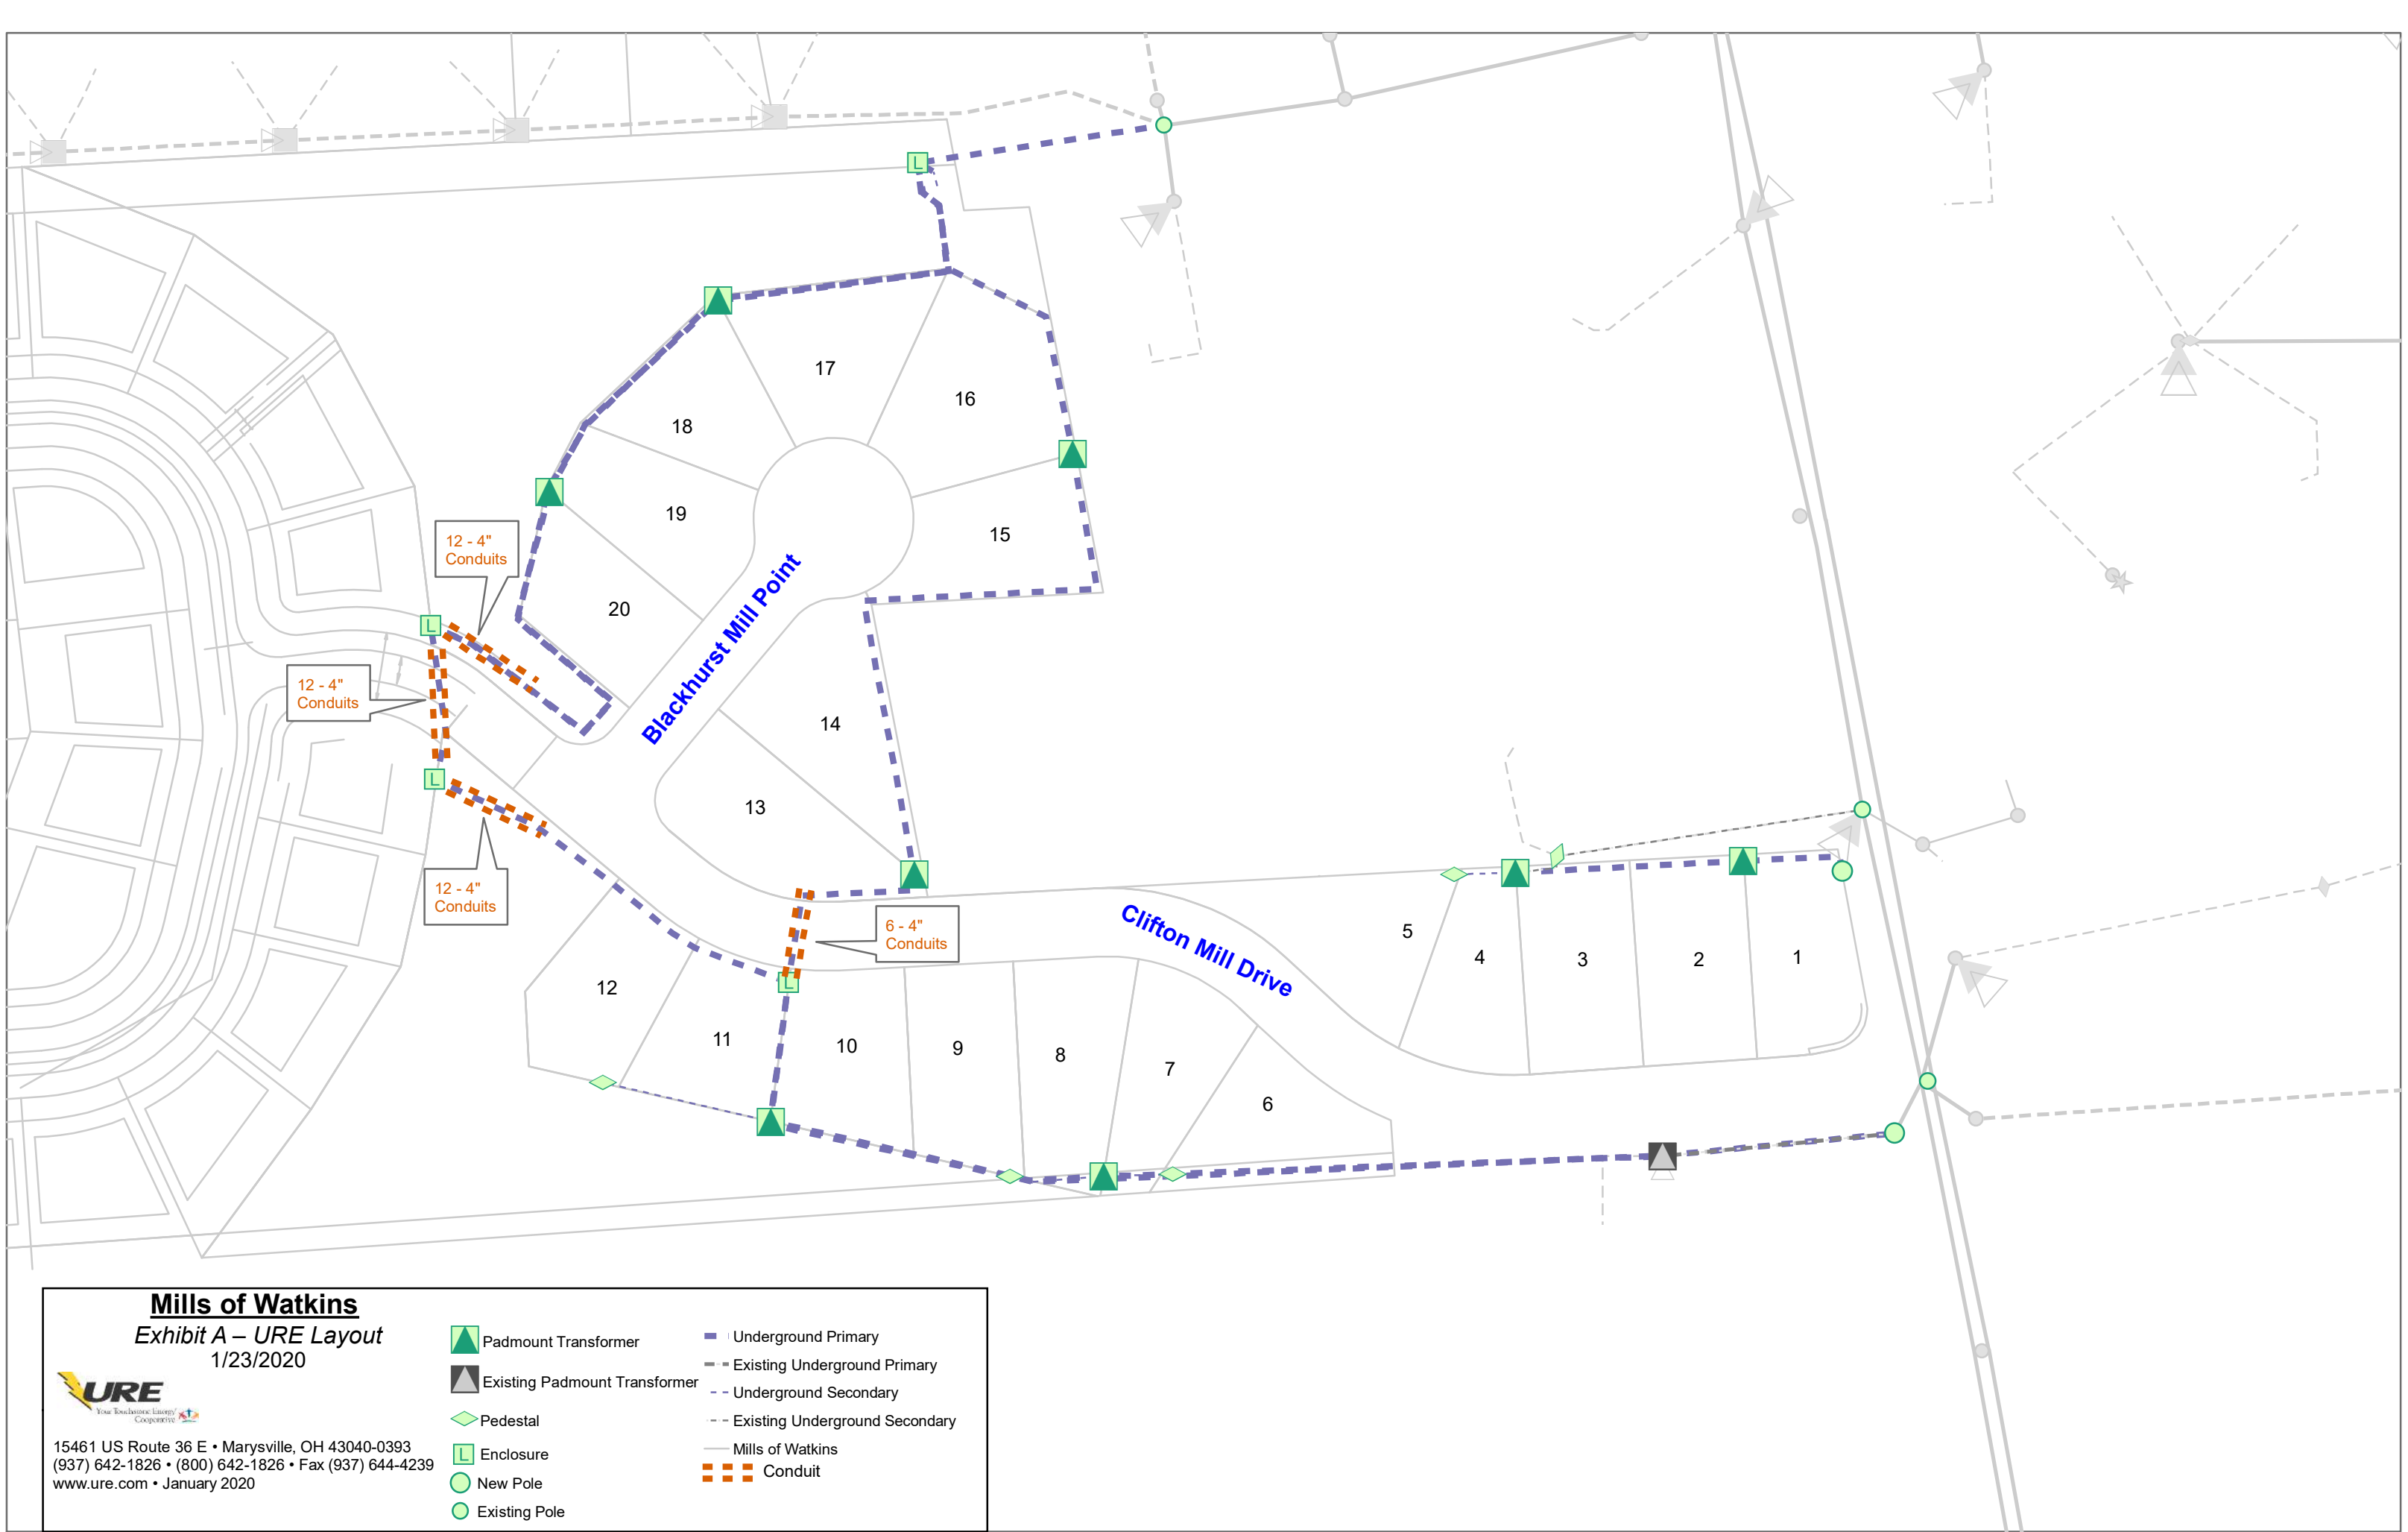 17
16
18
19
15
12 - 4"
Conduits
20
Blackhurst Mill Point
12 - 4"
Conduits
14
13
12 - 4"
Conduits
6 - 4"
Conduits
Clifton Mill Drive
5
4
3
2
1
12
11
10
9
8
7
6
L
L
L
L
Mills of Watkins
Exhibit A – URE Layout
1/23/2020
URE
Your Touchstone Energy
Cooperative
15461 US Route 36 E • Marysville, OH 43040-0393
(937) 642-1826 • (800) 642-1826 • Fax (937) 644-4239
www.ure.com • January 2020
Padmount Transformer
Existing Padmount Transformer
Pedestal
L Enclosure
New Pole
Existing Pole
Underground Primary
Existing Underground Primary
Underground Secondary
Existing Underground Secondary
Mills of Watkins
Conduit